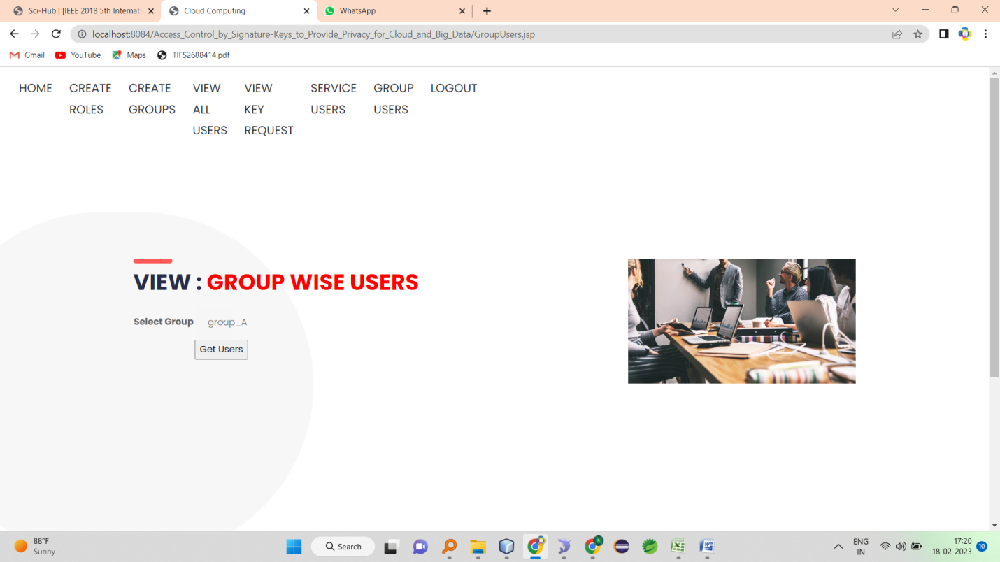 Sci-Hub | [IEEE 2018 5th Internati
Cloud Computing
WhatsApp
localhost:8084/Access_Control_by_Signature-Keys_to_Provide_Privacy_for_Cloud_and_Big_Data/GroupUsers.jsp
Gmail
YouTube
Maps
TIFS2688414.pdf
HOME
CREATE
ROLES
CREATE
GROUPS
VIEW
ALL
USERS
VIEW
KEY
REQUEST
SERVICE
USERS
GROUP
USERS
LOGOUT
VIEW : GROUP WISE USERS
Select Group group_A
Get Users
88°F
Sunny
Search
ENG
IN
17:20
18-02-2023
10